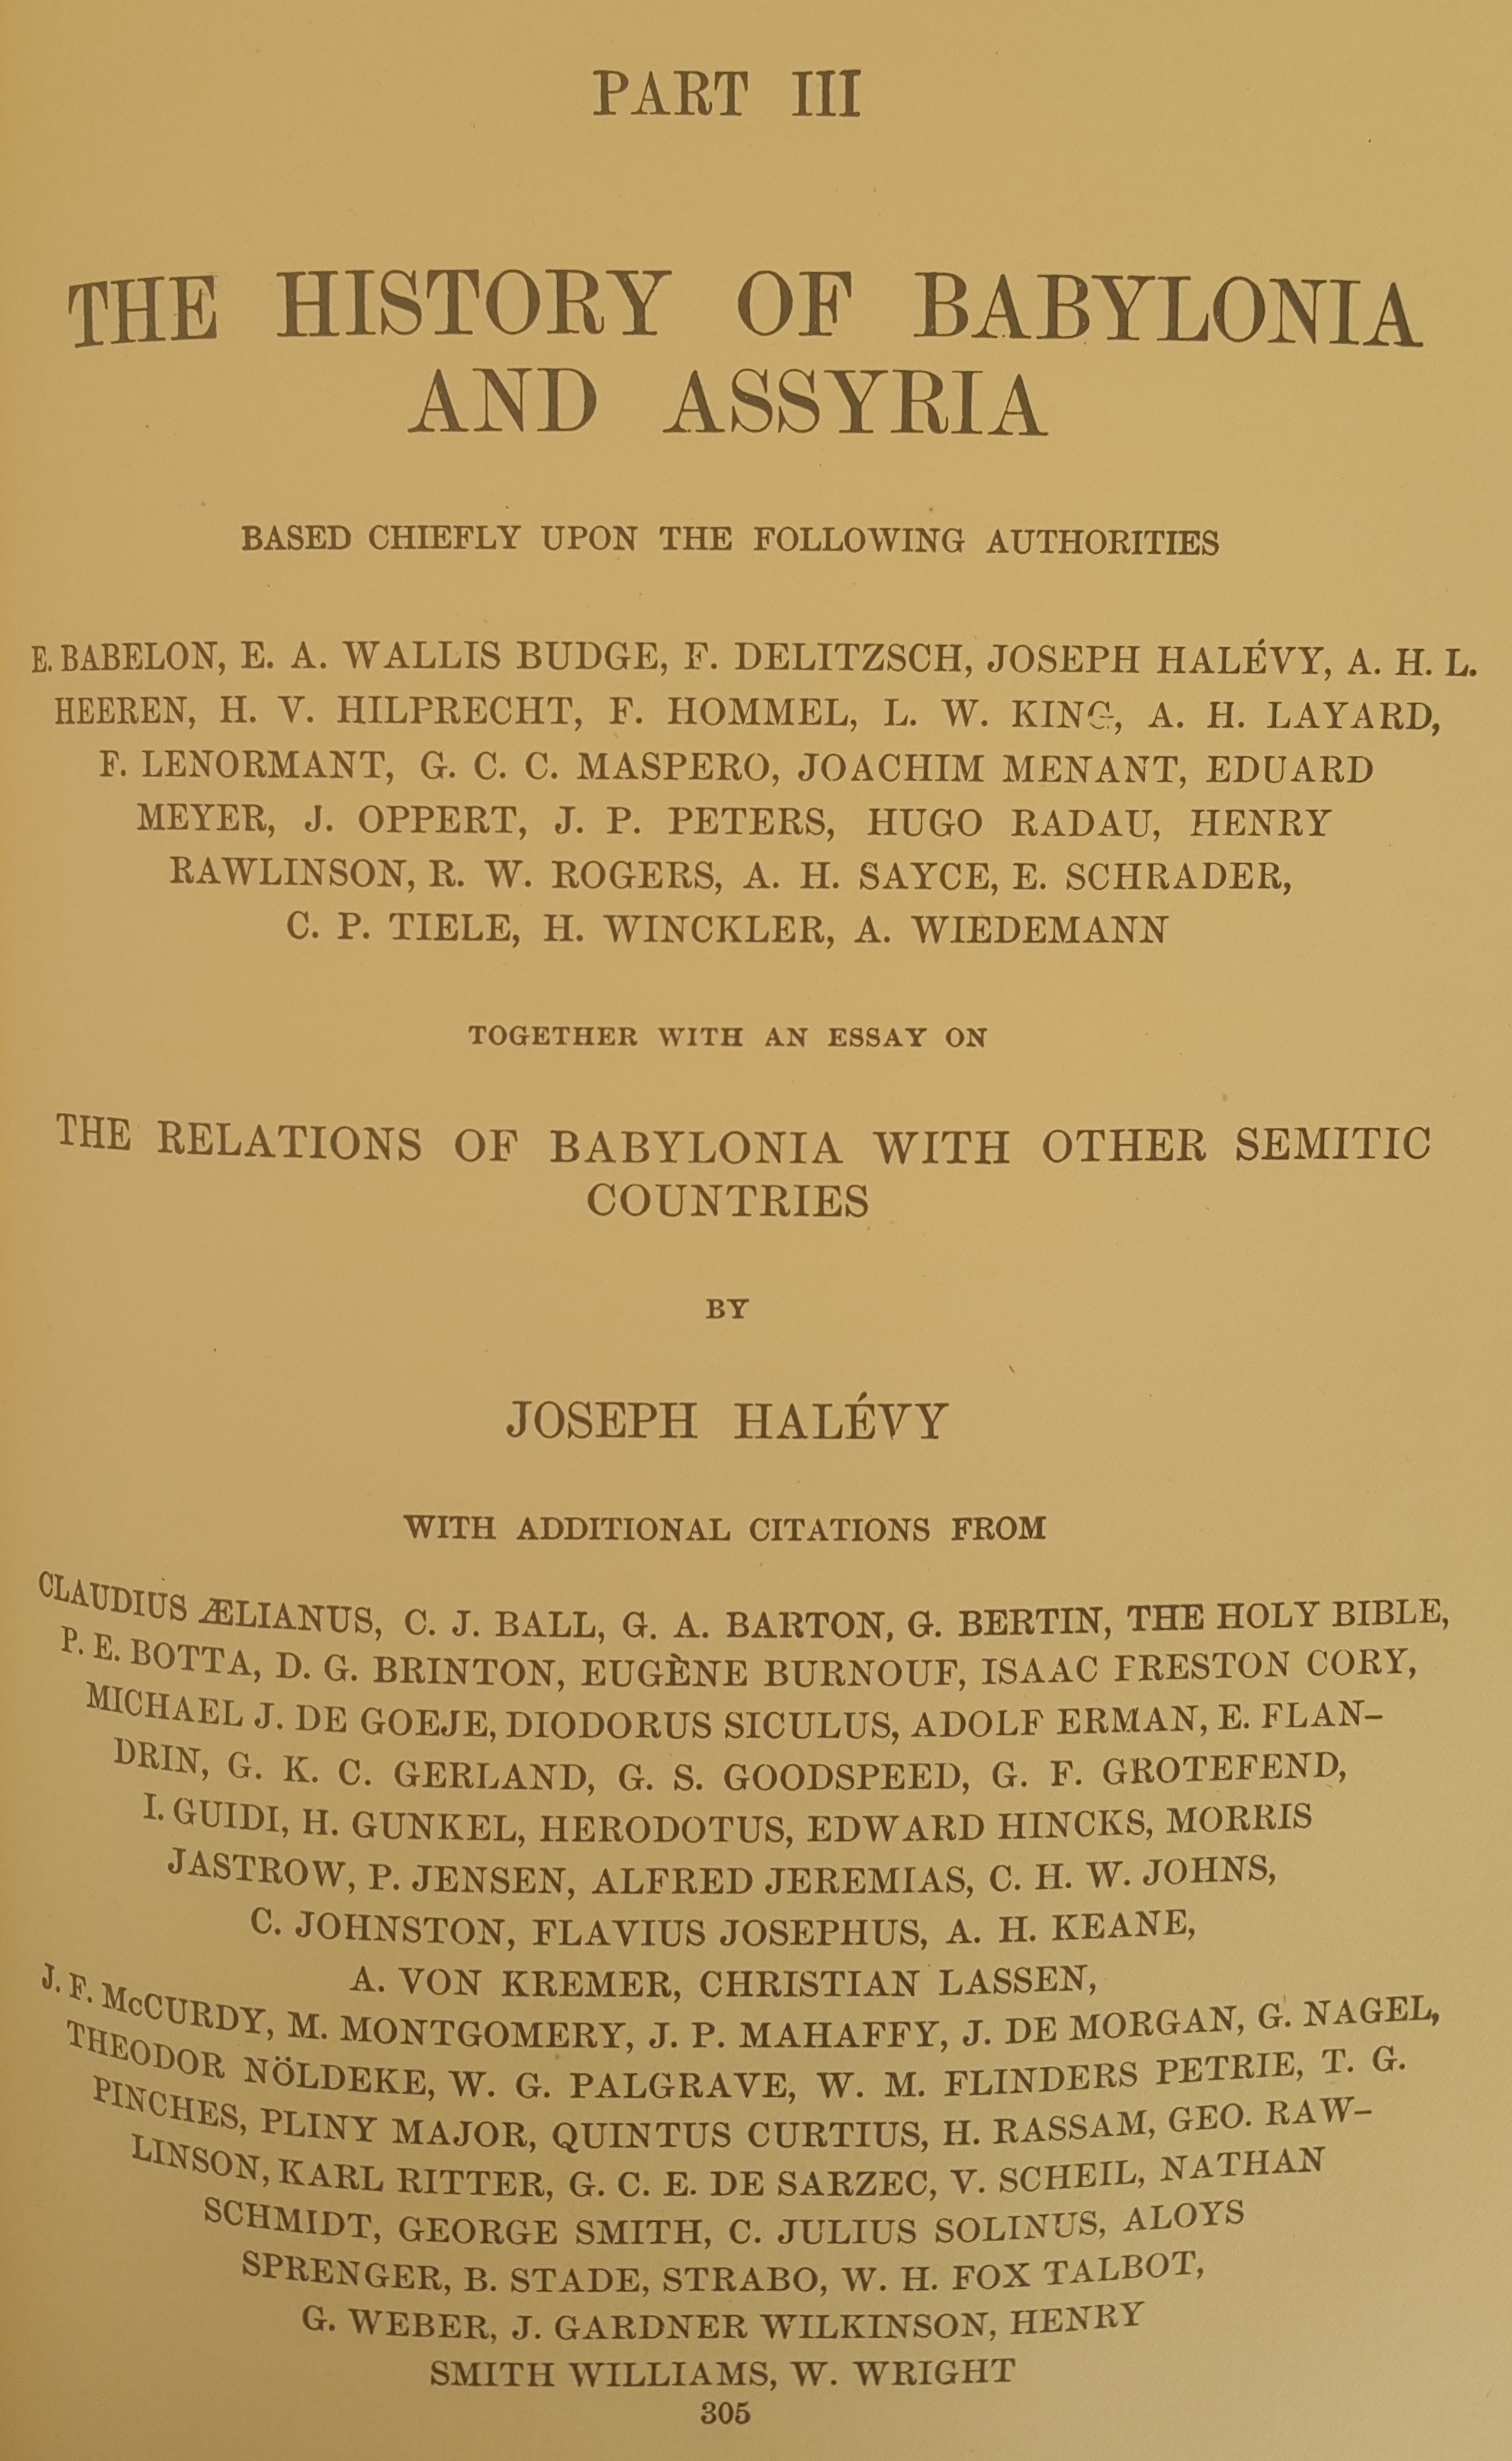 PART III
THE HISTORY OF BABYLONIA
AND ASSYRIA
BASED CHIEFLY UPON THE FOLLOWING AUTHORITIES
E. BABELON, E. A. WALLIS BUDGE, F. DELITZSCH, JOSEPH HALÉVY, A. H. L.
HEEREN, H. V. HILPRECHT, F. HOMMEL, L. W. KING, A. H. LAYARD,
F. LENORMANT, G. C. C. MASPERO, JOACHIM MENANT, EDUARD
MEYER, J. OPPERT, J. P. PETERS, HUGO RADAU, HENRY
RAWLINSON, R. W. ROGERS, A. H. SAYCE, E. SCHRADER,
C. P. TIELE, H. WINCKLER, A. WIEDEMANN
TOGETHER WITH AN ESSAY ON
THE RELATIONS OF BABYLONIA WITH OTHER SEMITIC
COUNTRIES
BY
JOSEPH HALÉVY
WITH ADDITIONAL CITATIONS FROM
CLAUDIUS ÆLIANUS, C. J. BALL, G. A. BARTON, G. BERTIN, THE HOLY BIBLE,
P. E. BOTTA, D. G. BRINTON, EUGÈNE BURNOUF, ISAAC PRESTON CORY,
MICHAEL J. DE GOEJE, DIODORUS SICULUS, ADOLF ERMAN, E. FLAN-
DRIN, G. K. C. GERLAND, G. S. GOODSPEED, G. F. GROTEFEND,
I. GUIDI, H. GUNKEL, HERODOTUS, EDWARD HINCKS, MORRIS
JASTROW, P. JENSEN, ALFRED JEREMIAS, C. H. W. JOHNS,
C. JOHNSTON, FLAVIUS JOSEPHUS, A. H. KEANE,
A. VON KREMER, CHRISTIAN LASSEN,
J. F. McCURDY, M. MONTGOMERY, J. P. MAHAFFY, J. DE MORGAN, G. NAGEL,
THEODOR NÖLDEKE, W. G. PALGRAVE, W. M. FLINDERS PETRIE, T. G.
PINCHES, PLINY MAJOR, QUINTUS CURTIUS, H. RASSAM, GEO. RAW-
LINSON, KARL RITTER, G. C. E. DE SARZEC, V. SCHEIL, NATHAN
SCHMIDT, GEORGE SMITH, C. JULIUS SOLINUS, ALOYS
SPRENGER, B. STADE, STRABO, W. H. FOX TALBOT,
G. WEBER, J. GARDNER WILKINSON, HENRY
SMITH WILLIAMS, W. WRIGHT
305